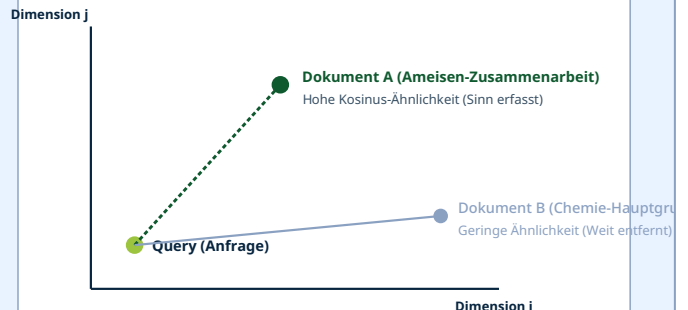 Dimension j
Dokument A (Ameisen-Zusammenarbeit)
Hohe Kosinus-Ähnlichkeit (Sinn erfasst)
Dokument B (Chemie-Hauptgru
Geringe Ähnlichkeit (Weit entfernt)
Query (Anfrage)
Dimension i